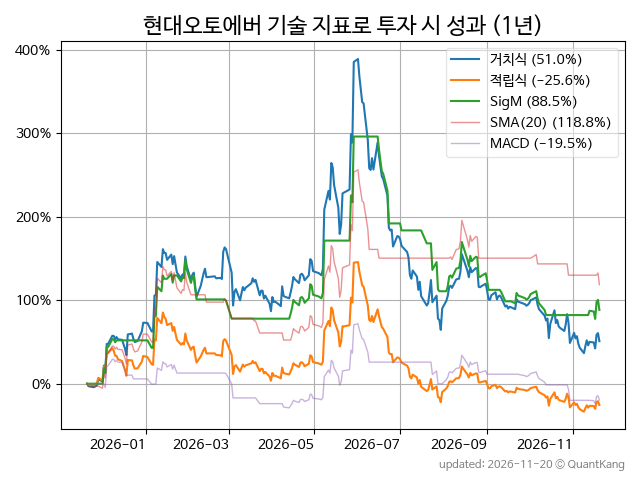 현대오토에버 기술 지표로 투자 시 성과 (1년)
400%
300%
200%
100%
0%
거치식 (51.0%)
적립식 (-25.6%)
SigM (88.5%)
SMA(20) (118.8%)
MACD (-19.5%)
2026-01
2026-03
2026-05
2026-07
2026-09
2026-11
updated: 2026-11-20 © QuantKang